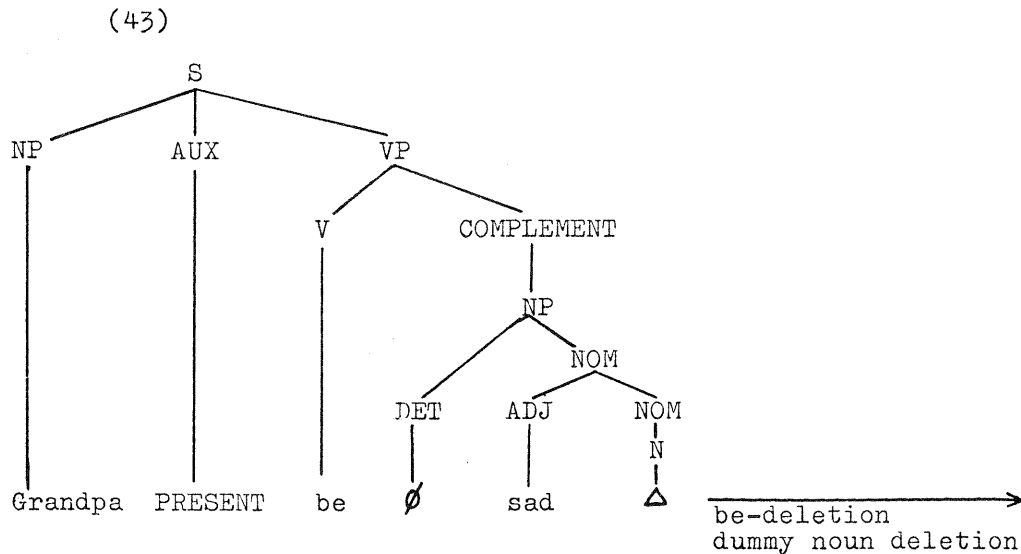 (43)
S
NP AUX VP
V COMPLEMENT
NP
NOM
DET ADJ NOM
N
Grandpa PRESENT be ∅ sad △
be-deletion
dummy noun deletion